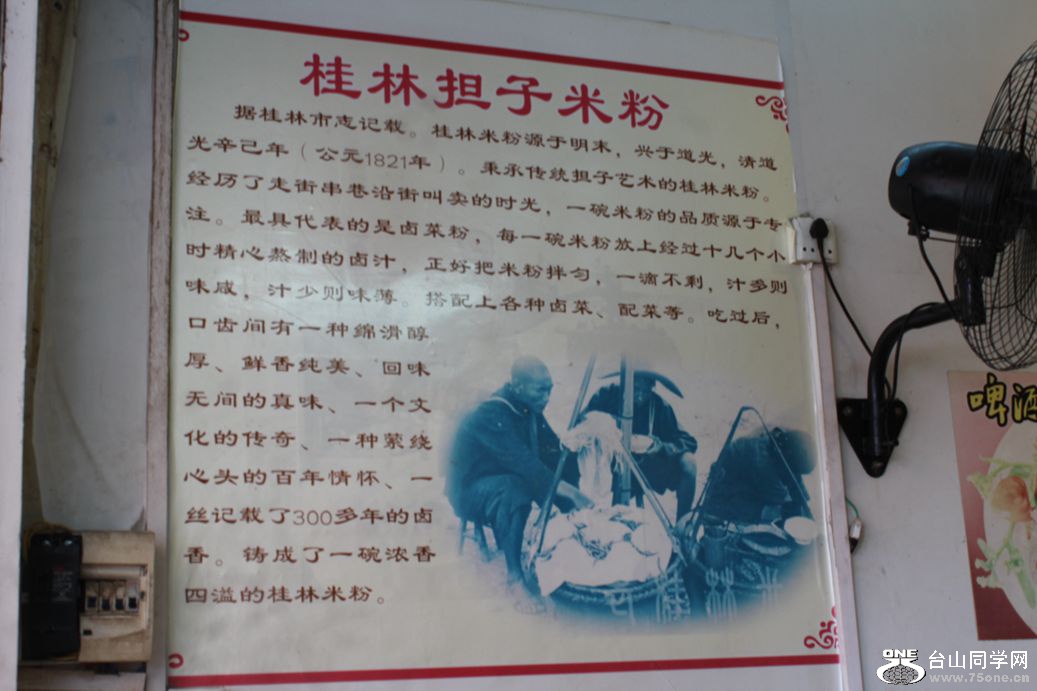 桂林担子米粉
据桂林市志记载。桂林米粉源于明末，兴于道光，清道
光辛己年（公元1821年）。秉承传统担子艺术的桂林米粉。
经历了走街串巷沿街叫卖的时光，一碗米粉的品质源于专
注。最具代表的是卤菜粉，每一碗米粉放上经过十几个小
时精心熬制的卤汁，正好把米粉拌匀，一滴不剩，汁多则
味咸，汁少则味薄。搭配上各种卤菜、配菜等。吃过后，
口齿间有一种绵滑醇
厚、鲜香纯美、回味
无间的真味、一个文
化的传奇、一种萦绕
心头的百年情怀、一
丝记载了300多年的卤
香。铸成了一碗浓香
四溢的桂林米粉。
啤酒
ONE
台山同学网
www.75one.cn